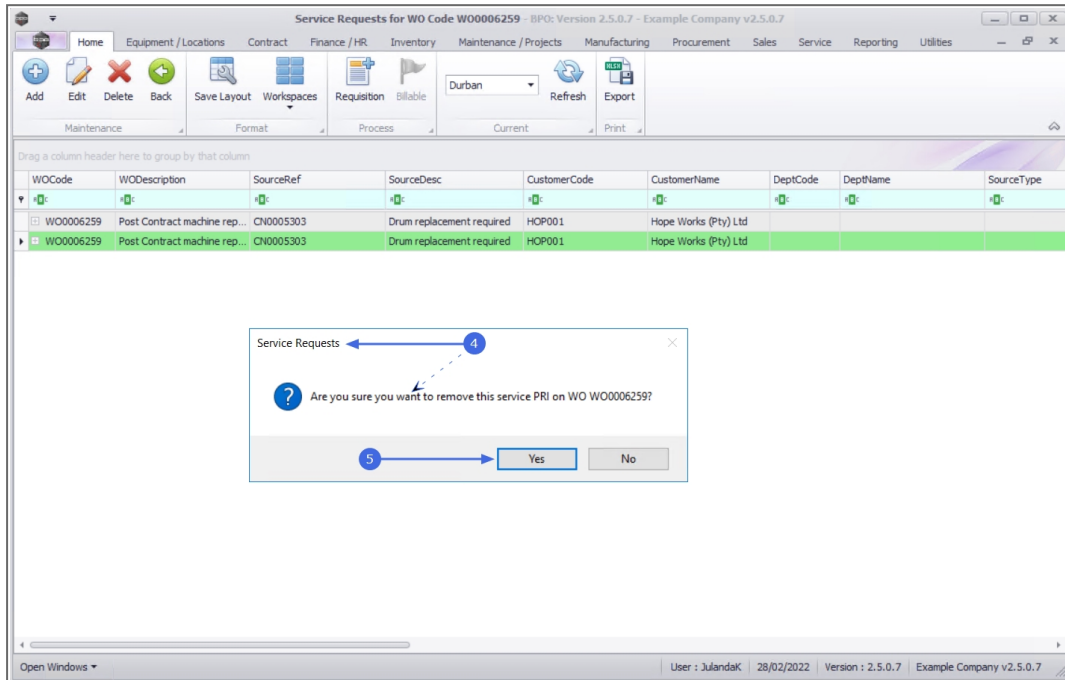 Service Requests for WO Code WO0006259 - BPO: Version 2.5.0.7 - Example Company v2.5.0.7
Home Equipment / Locations Contract Finance / HR Inventory Maintenance / Projects Manufacturing Procurement Sales Service Reporting Utilities
Add Edit Delete Back Save Layout Workspaces Requisition Billable Durban Refresh Export
Maintenance Format Process Current Print
Drag a column header here to group by that column
WOCode WODescription SourceRef SourceDesc CustomerCode CustomerName DeptCode DeptName SourceType
WO0006259 Post Contract machine rep... CN0005303 Drum replacement required HOP001 Hope Works (Pty) Ltd
WO0006259 Post Contract machine rep... CN0005303 Drum replacement required HOP001 Hope Works (Pty) Ltd
Service Requests 4
Are you sure you want to remove this service PRI on WO WO0006259?
5 Yes No
Open Windows User : JulandaK 28/02/2022 Version : 2.5.0.7 Example Company v2.5.0.7